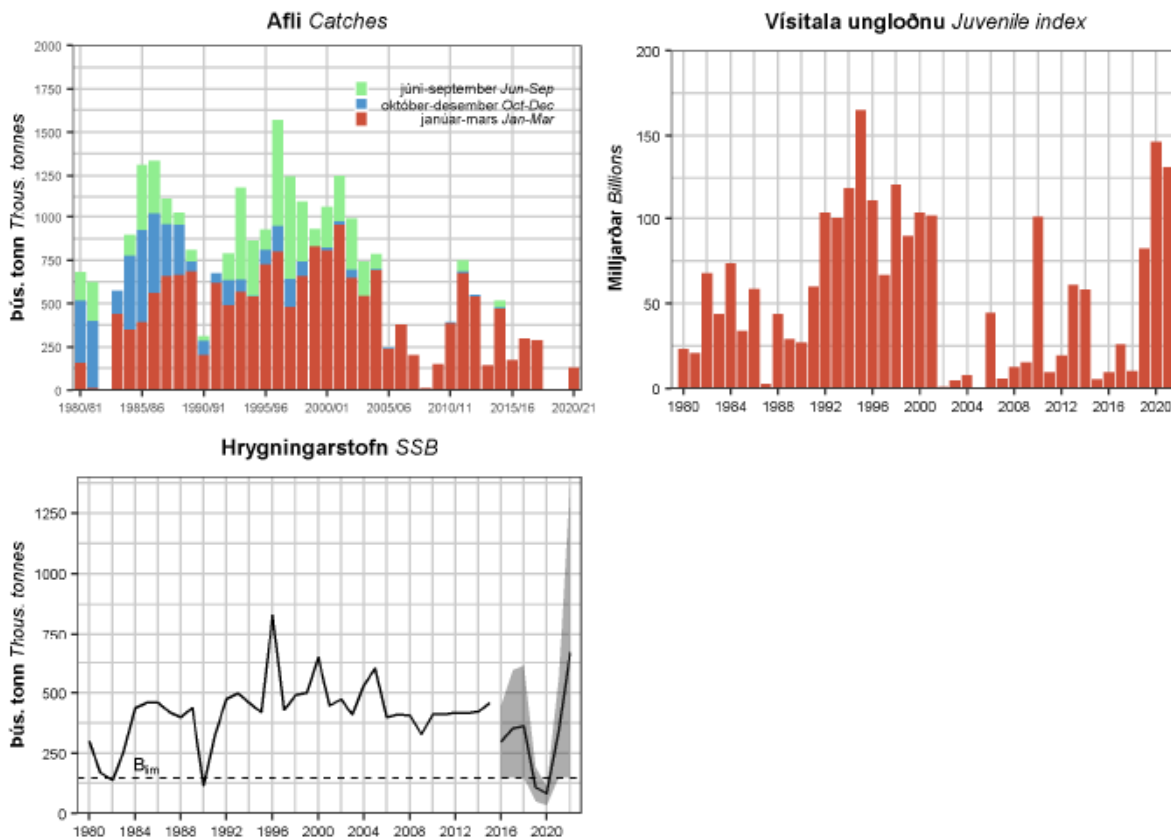 Afli Catches
Þús. tonn Thous. tonnes
2000
1750
1500
1250
1000
750
500
250
0
júní-september Jun-Sep
október-desember Oct-Dec
janúar-mars Jan-Mar
1980/81 1985/86 1990/91 1995/96 2000/01 2005/06 2010/11 2015/16 2020/21
Vísitala ungloðnu Juvenile index
Milljarðar Billions
200
150
100
50
0
1980 1984 1988 1992 1996 2000 2004 2008 2012 2016 2020
Hrygningarstofn SSB
Þús. tonn Thous. tonnes
1250
1000
750
500
250
0
Blim
1980 1984 1988 1992 1996 2000 2004 2008 2012 2016 2020